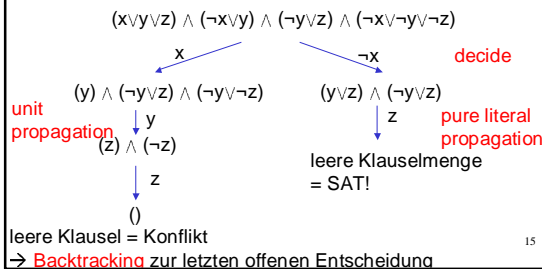 (x∨y∨z) ∧ (¬x∨y) ∧ (¬y∨z) ∧ (¬x∨¬y∨¬z)
x ¬x decide
(y) ∧ (¬y∨z) ∧ (¬y∨¬z) (y∨z) ∧ (¬y∨z)
unit
propagation
y
z
pure literal
propagation
(z) ∧ (¬z)
leere Klauselmenge
= SAT!
z
()
leere Klausel = Konflikt
15
→ Backtracking zur letzten offenen Entscheidung